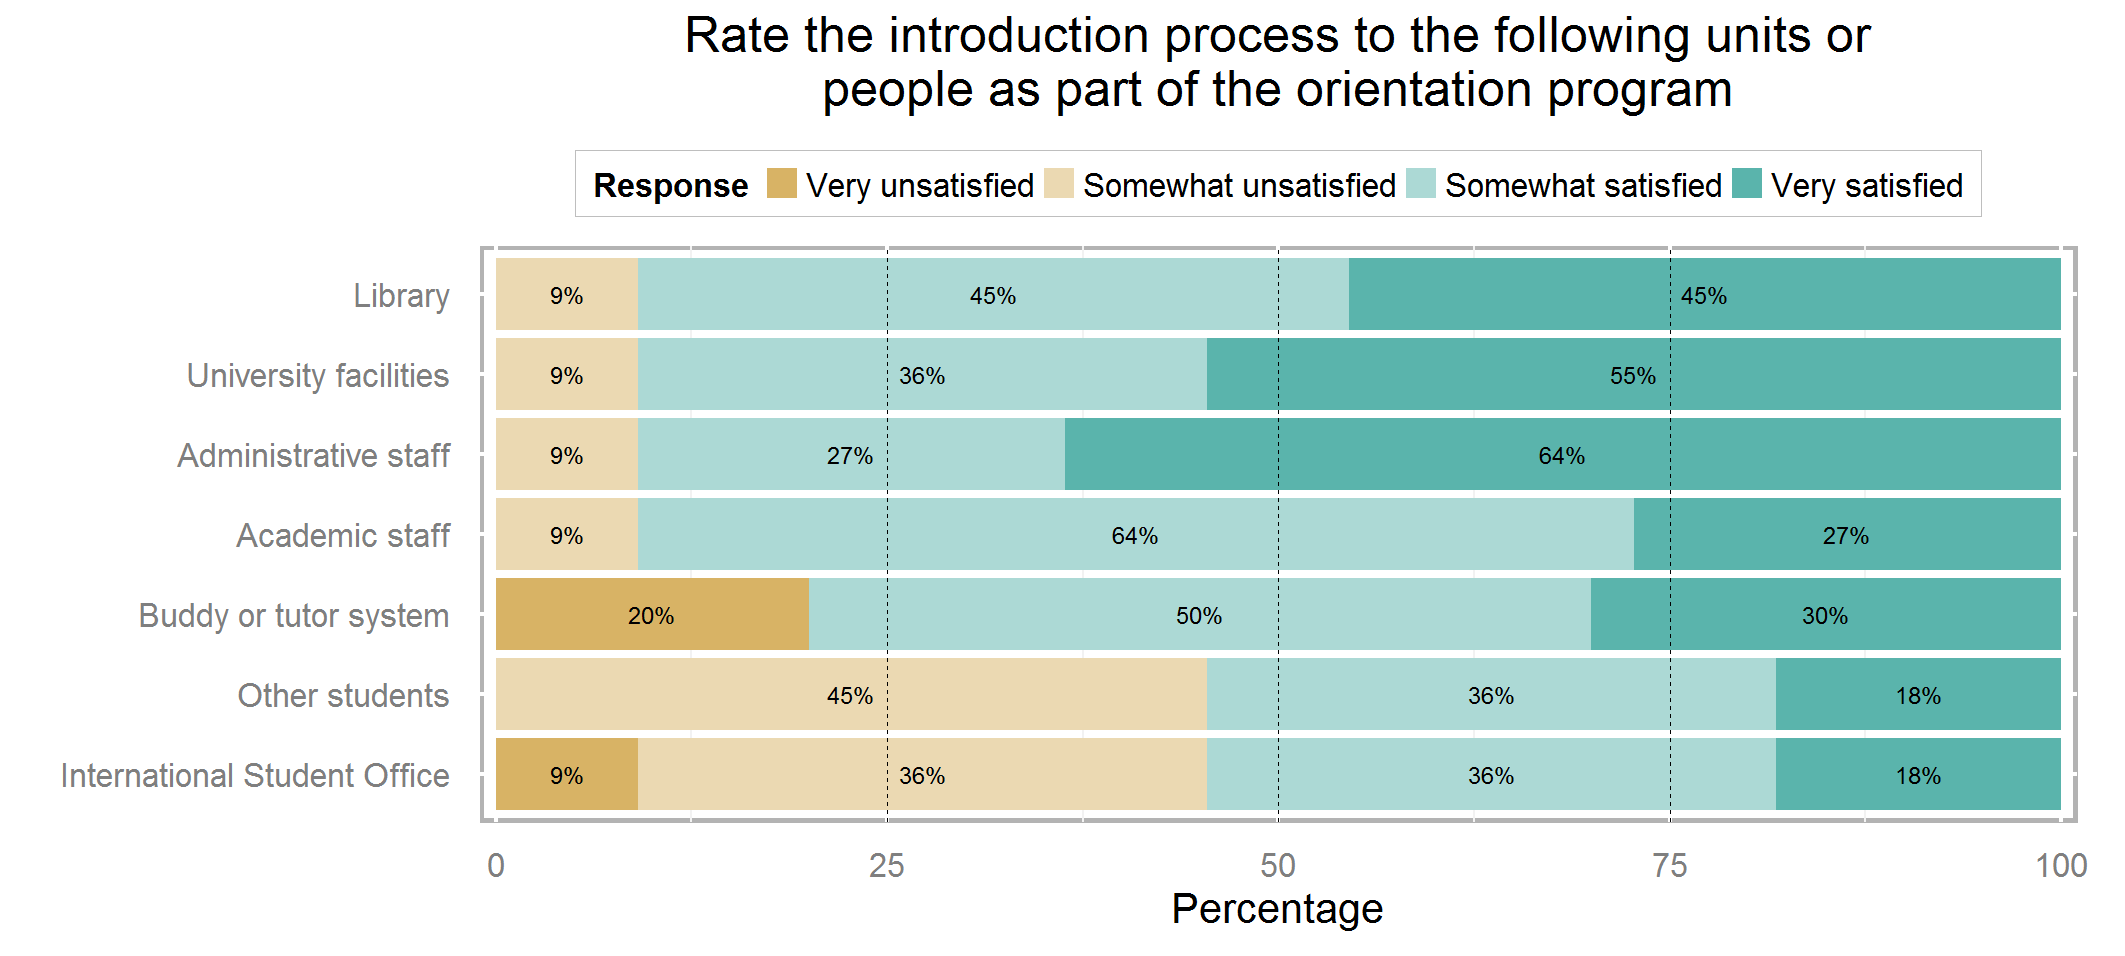 Rate the introduction process to the following units or
people as part of the orientation program
Response Very unsatisfied Somewhat unsatisfied Somewhat satisfied Very satisfied
Library 9% 45% 45%
University facilities 9% 36% 55%
Administrative staff 9% 27% 64%
Academic staff 9% 64% 27%
Buddy or tutor system 20% 50% 30%
Other students 45% 36% 18%
International Student Office 9% 36% 36% 18%
0 25 50 75 100
Percentage